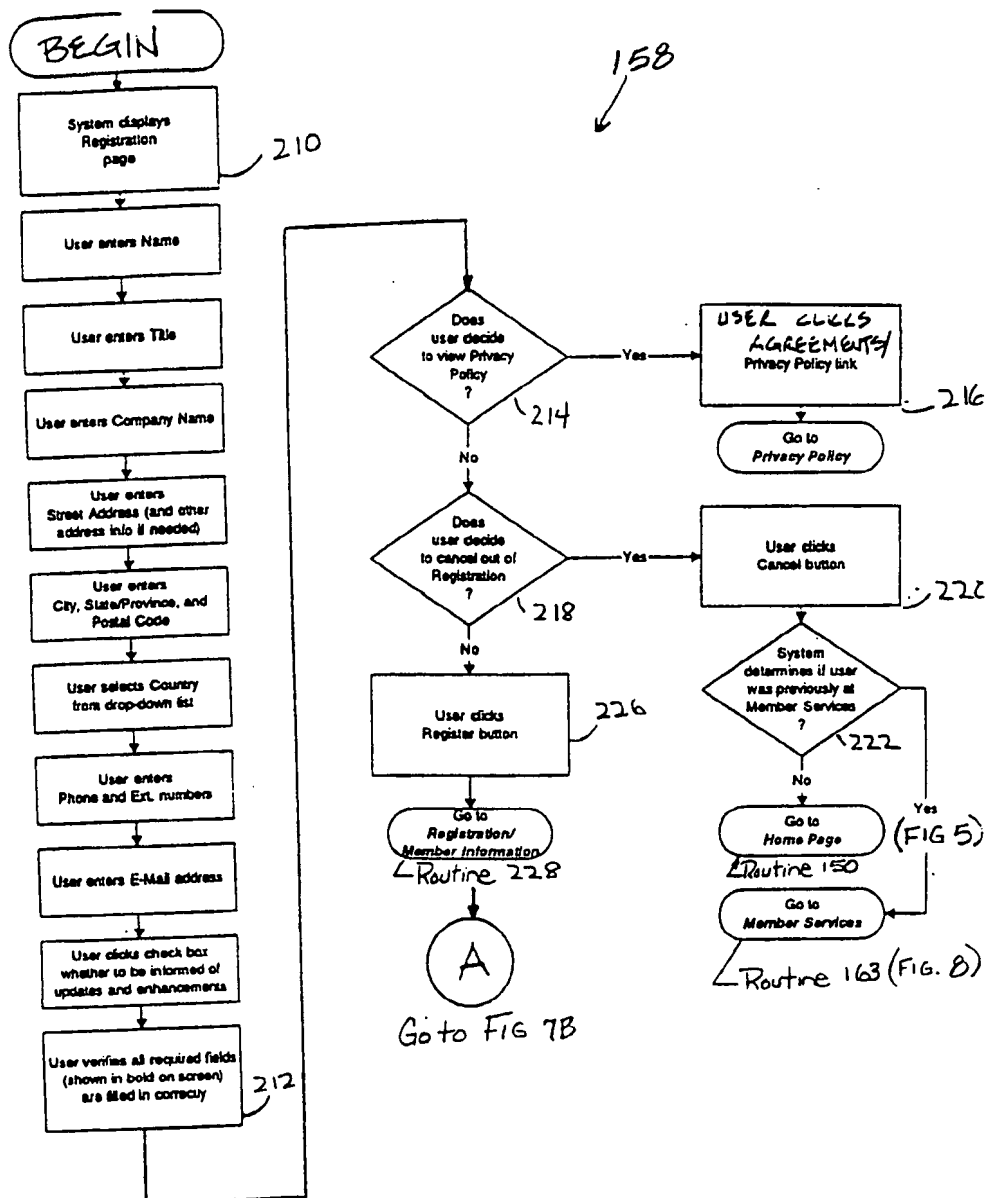 BEGIN
158
System displays
Registration
page
210
User enters Name
User enters Title
User enters Company Name
User enters
Street Address (and other
address info if needed)
User enters
City, State/Province, and
Postal Code
User selects Country
from drop-down list
User enters
Phone and Ext. numbers
User enters E-Mail address
User clicks check box
whether to be informed of
updates and enhancements
User verifies all required fields
(shown in bold on screen)
are filled in correctly
212
Does
user decide
to view Privacy
Policy
?
214
Yes
USER CLICKS
AGREEMENTS/
Privacy Policy link
216
Go to
Privacy Policy
No
Does
user decide
to cancel out of
Registration
?
218
Yes
User clicks
Cancel button
220
No
User clicks
Register button
226
Go to
Registration/
Member Information
Routine 228
A
Go to FIG 7B
System
determines if user
was previously at
Member Services
?
222
No
Yes
(FIG 5)
Go to
Home Page
Routine 150
Go to
Member Services
Routine 163 (FIG. 8)